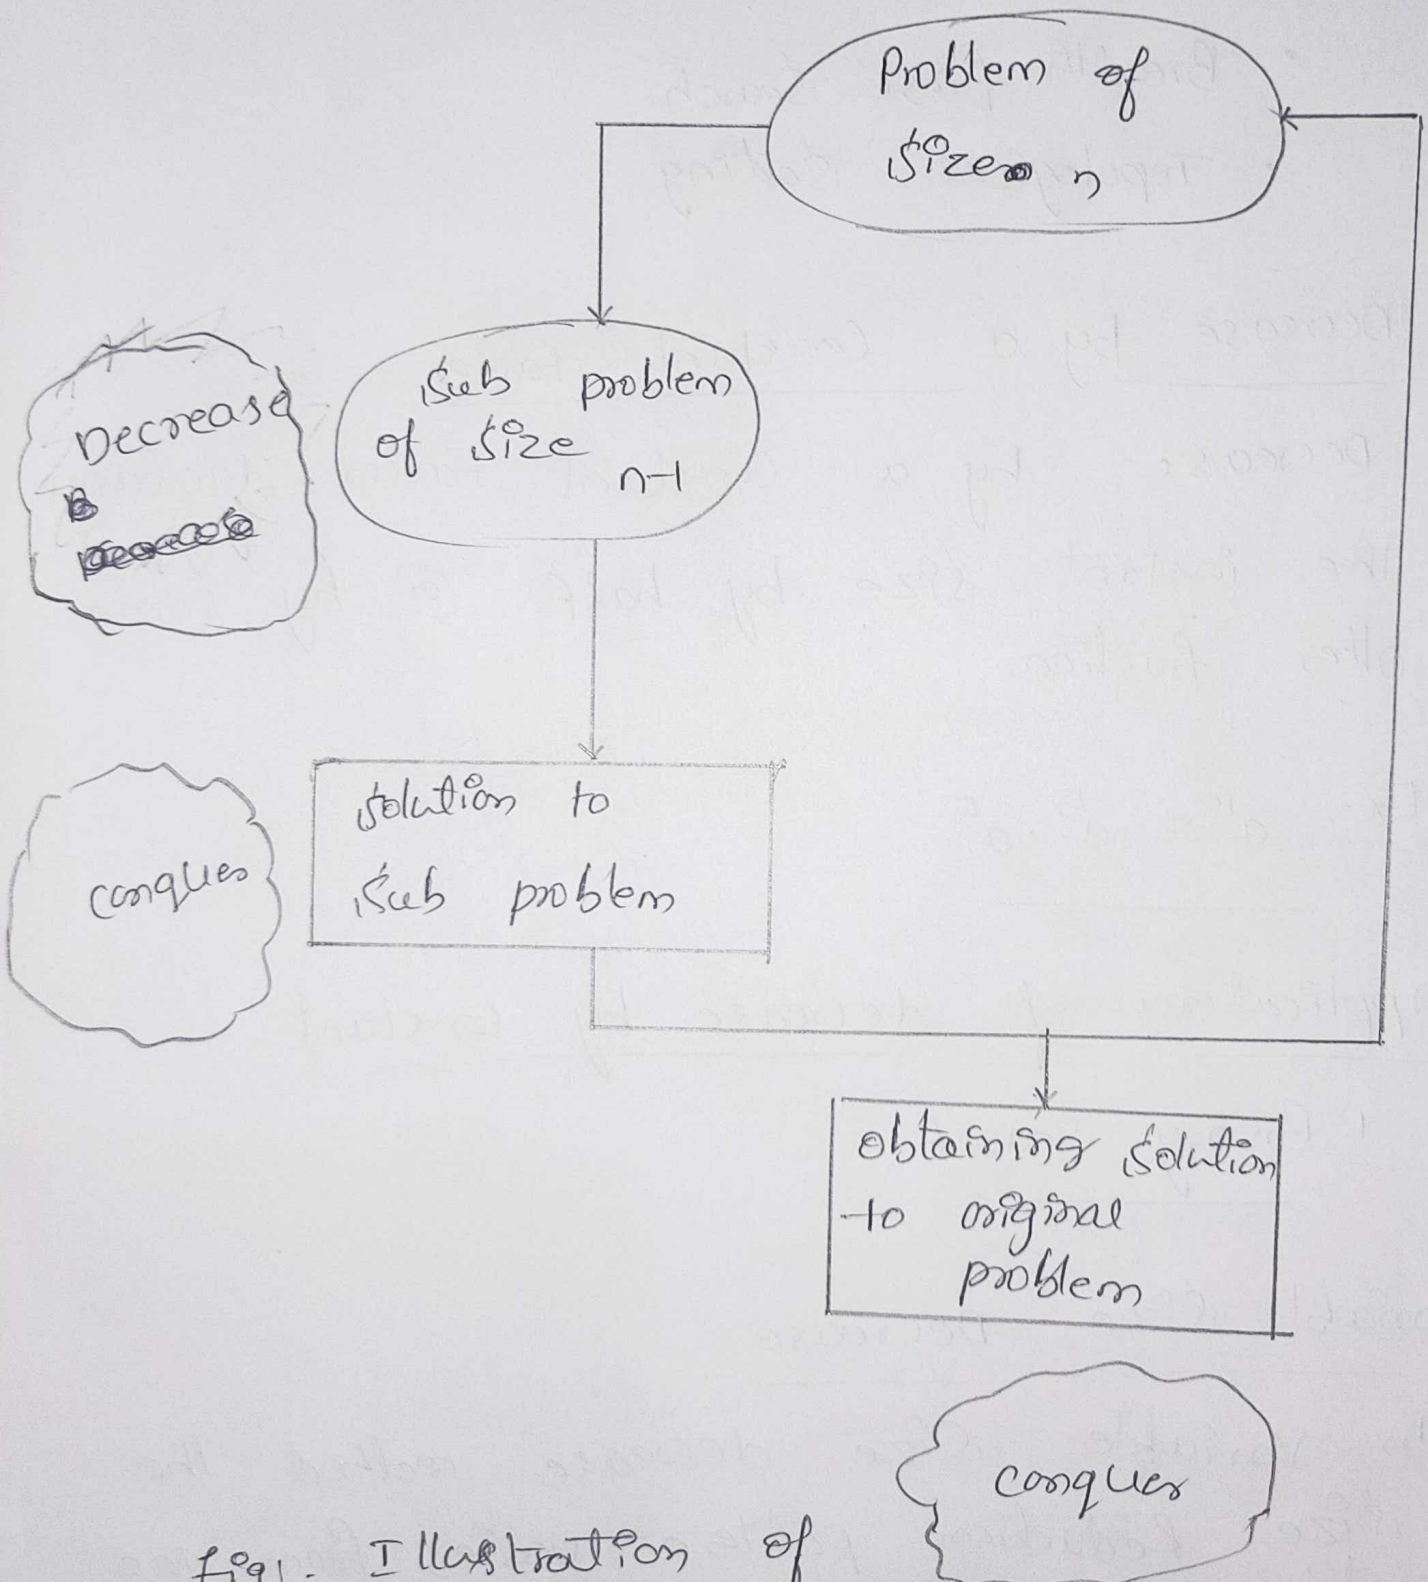 Problem of
size n
Sub problem
of size
n-1
Decrease
solution to
Sub problem
conquer
obtaining solution
to original
problem
conquer
fig:. Illustration of